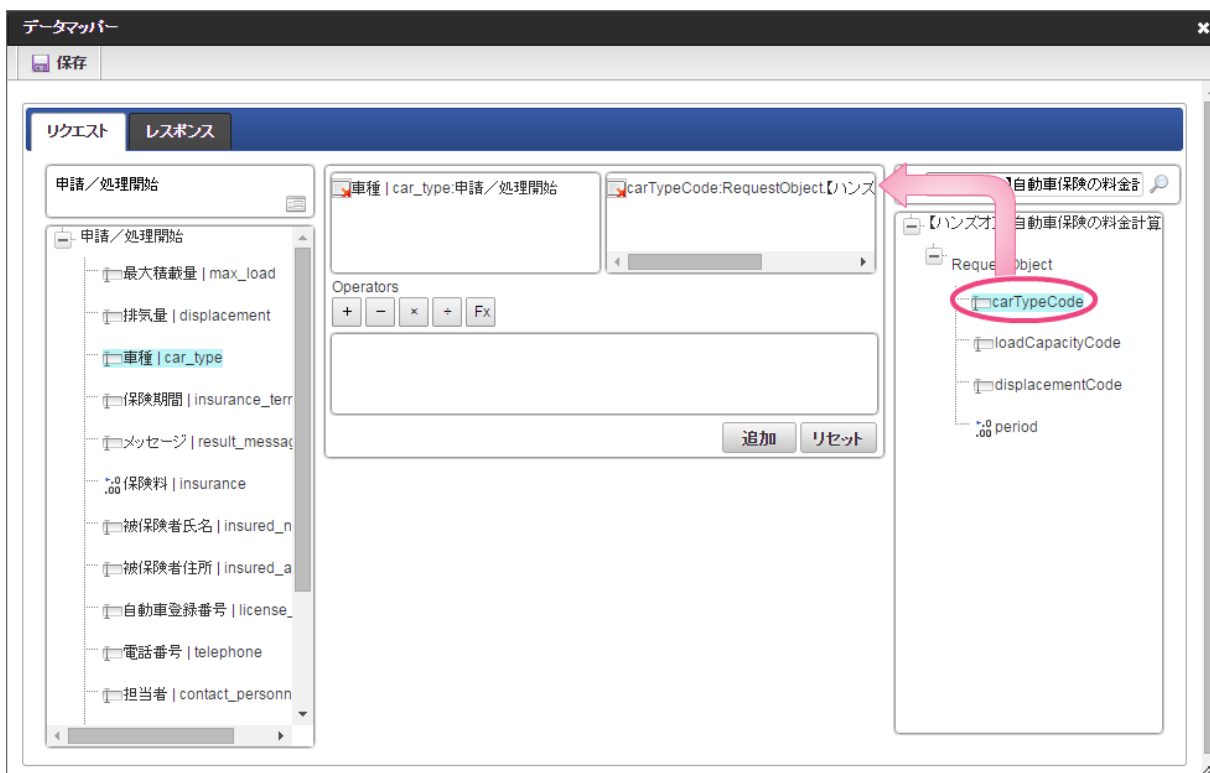 データマッパー
保存
リクエスト
レスポンス
申請／処理開始
申請／処理開始
最大積載量 | max_load
排気量 | displacement
車種 | car_type
保険期間 | insurance_terr
メッセージ | result_messag
保険料 | insurance
被保険者氏名 | insured_n
被保険者住所 | insured_a
自動車登録番号 | license_
電話番号 | telephone
担当者 | contact_personn
車種 | car_type:申請／処理開始
carTypeCode:RequestObject.【ハンズ
Operators
+ − × ÷ Fx
追加
リセット
自動車保険の料金計
【ハンズオ 自動車保険の料金計算
Reque bject
carTypeCode
loadCapacityCode
displacementCode
period